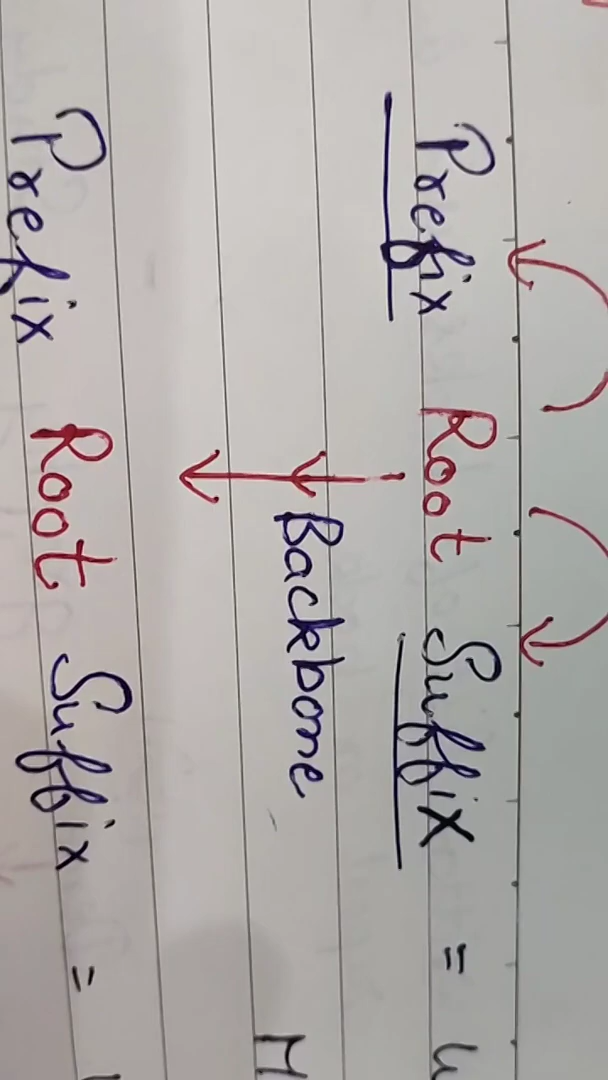 Prefix Root Suffix =
Backbone
Prefix Root Suffix =